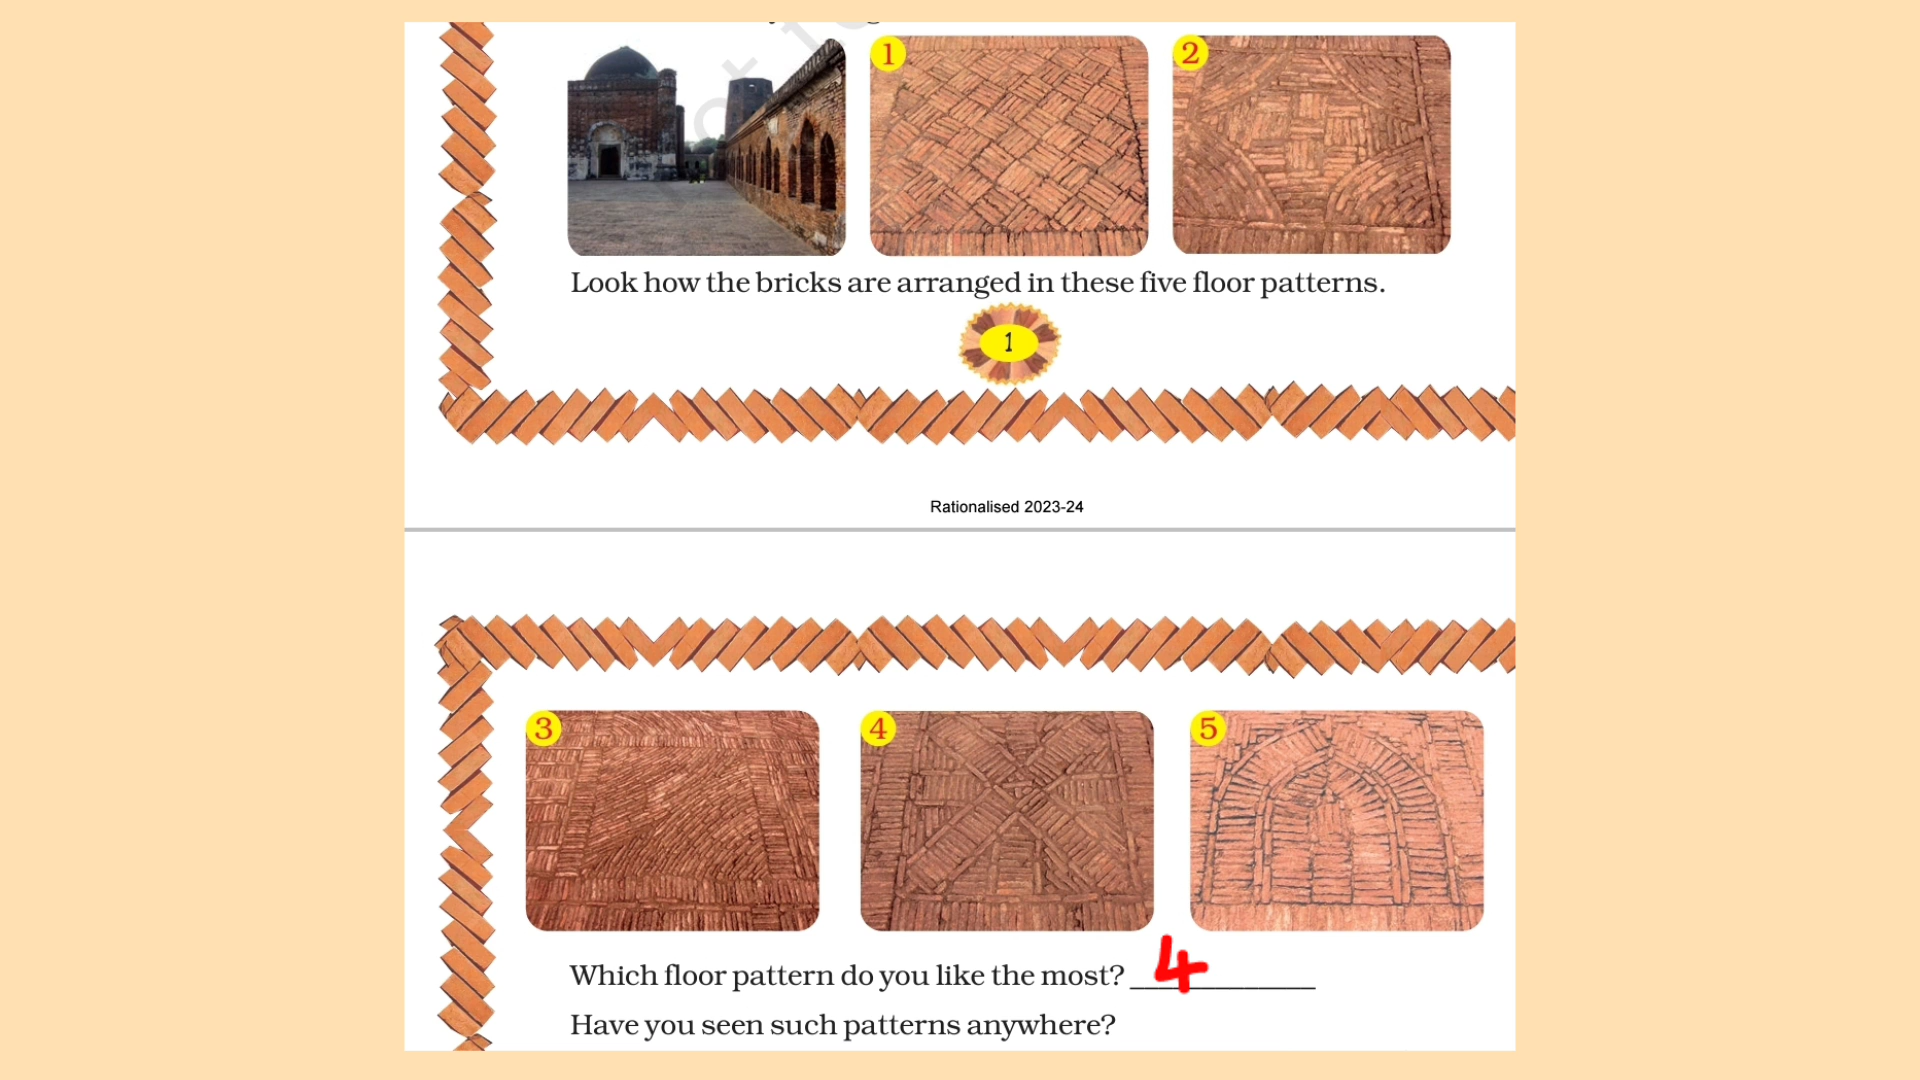 1
2
Look how the bricks are arranged in these five floor patterns.
1
Rationalised 2023-24
3
4
5
Which floor pattern do you like the most? 4
Have you seen such patterns anywhere?